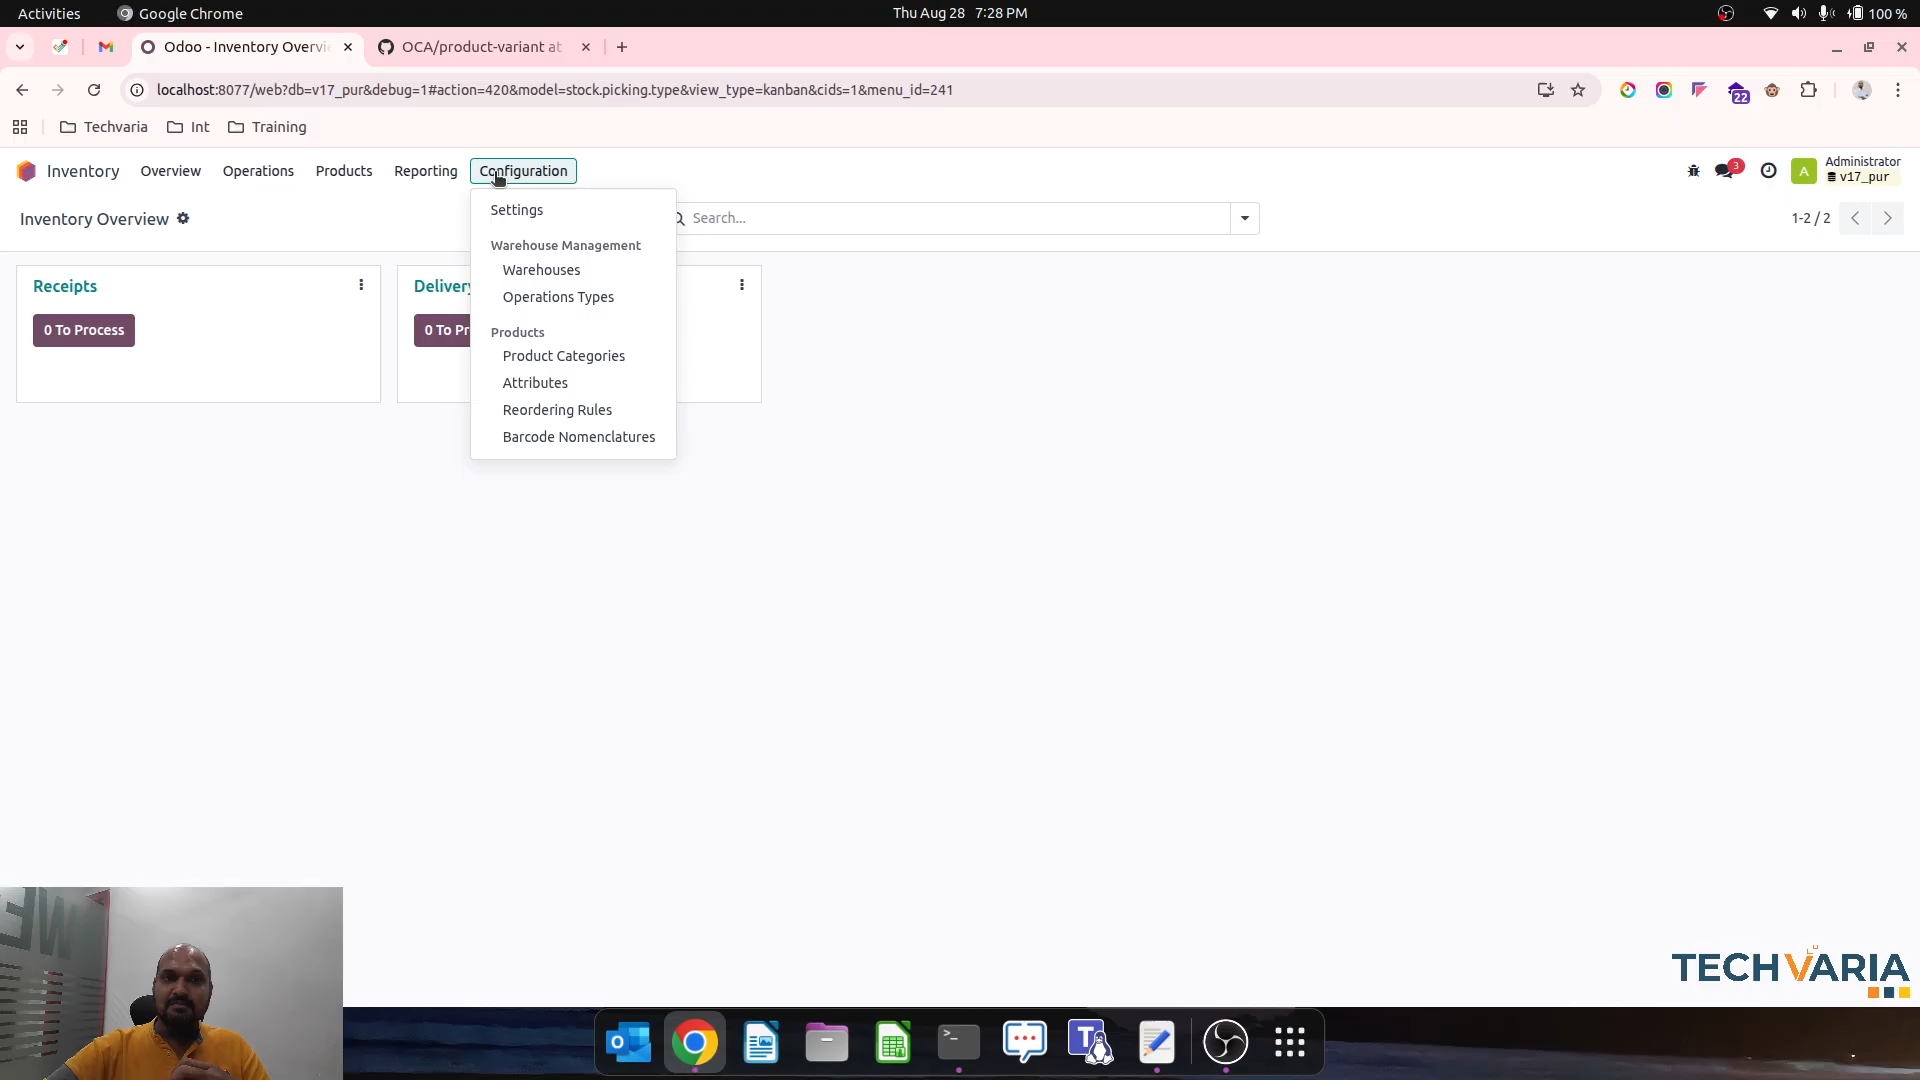 Activities
Google Chrome
Thu Aug 28 7:28 PM
100 %
Odoo - Inventory Overvi
OCA/product-variant at
localhost:8077/web?db=v17_pur&debug=1#action=420&model=stock.picking.type&view_type=kanban&cids=1&menu_id=241
22
Techvaria
Int
Training
Inventory
Overview
Operations
Products
Reporting
Configuration
3
A
Administrator
v17_pur
Inventory Overview
Search...
1-2 / 2
Settings
Warehouse Management
Warehouses
Operations Types
Products
Product Categories
Attributes
Reordering Rules
Barcode Nomenclatures
Receipts
0 To Process
Delivery
0 To Pr
TECHVARIA